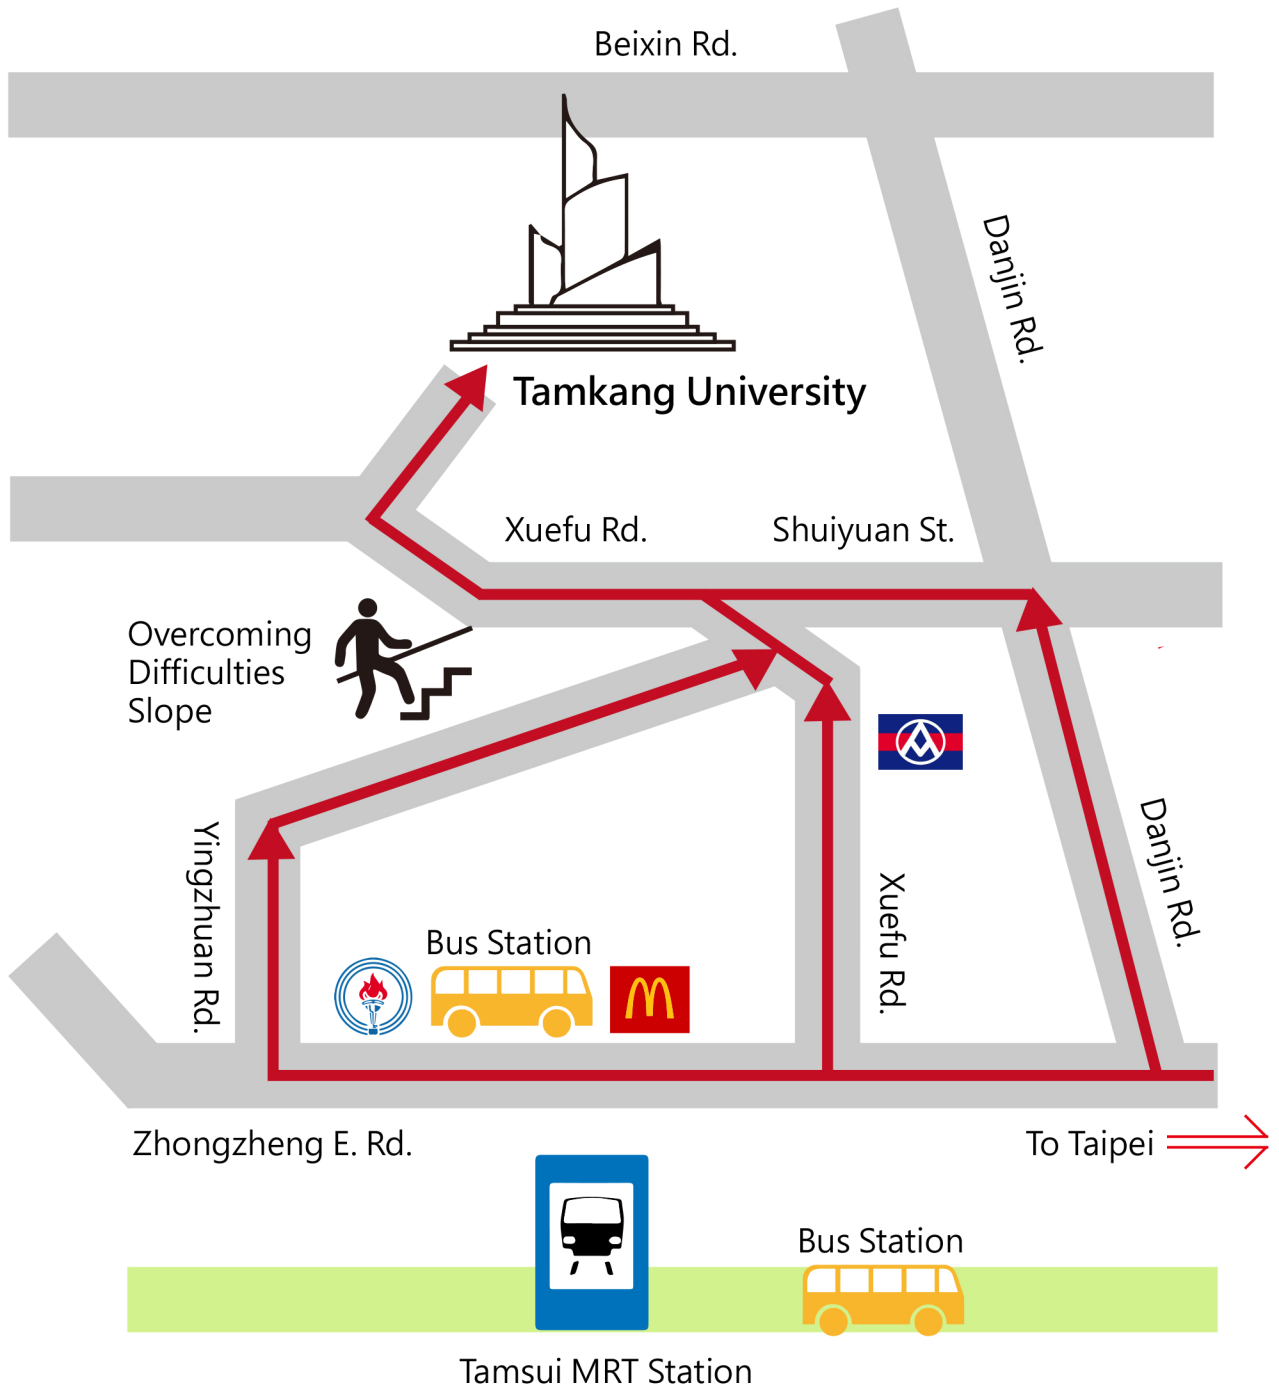 Beixin Rd.
Danjin Rd.
Tamkang University
Xuefu Rd.
Shuiyuan St.
Overcoming
Difficulties
Slope
Yingzhuan Rd.
Bus Station
Xuefu Rd.
Danjin Rd.
Zhongzheng E. Rd.
To Taipei
Bus Station
Tamsui MRT Station